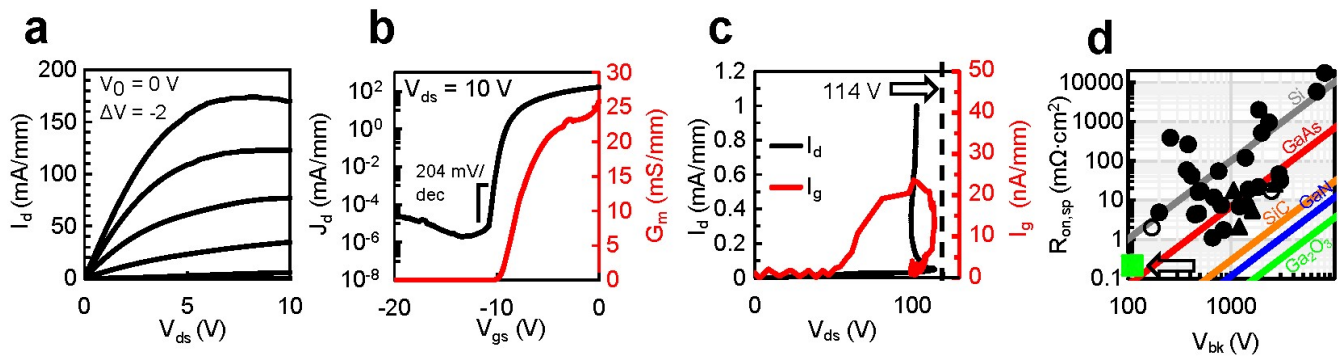 a
200
150
100
50
0
I_d (mA/mm)
V_0 = 0 V
ΔV = -2
0
5
10
V_ds (V)
b
10^2
10^0
10^-2
10^-4
10^-6
10^-8
J_d (mA/mm)
V_ds = 10 V
204 mV/
dec
30
25
20
15
10
5
0
G_m (mS/mm)
-20
-10
0
V_gs (V)
c
1.2
1
0.8
0.6
0.4
0.2
0
I_d (mA/mm)
114 V
I_d
I_g
50
40
30
20
10
0
I_g (nA/mm)
0
50
100
V_ds (V)
d
10000
1000
100
10
1
0.1
R_on,sp (mΩ·cm²)
Si
GaAs
SiC
GaN
Ga₂O₃
100
1000
V_bk (V)